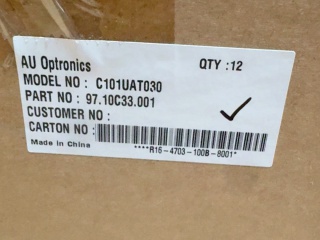 AU Optronics QTY : 12
MODEL NO : C101UAT030
PART NO : 97.10C33.001
CUSTOMER NO :
CARTON NO :
Made in China ****R16-4703-100B-8001*